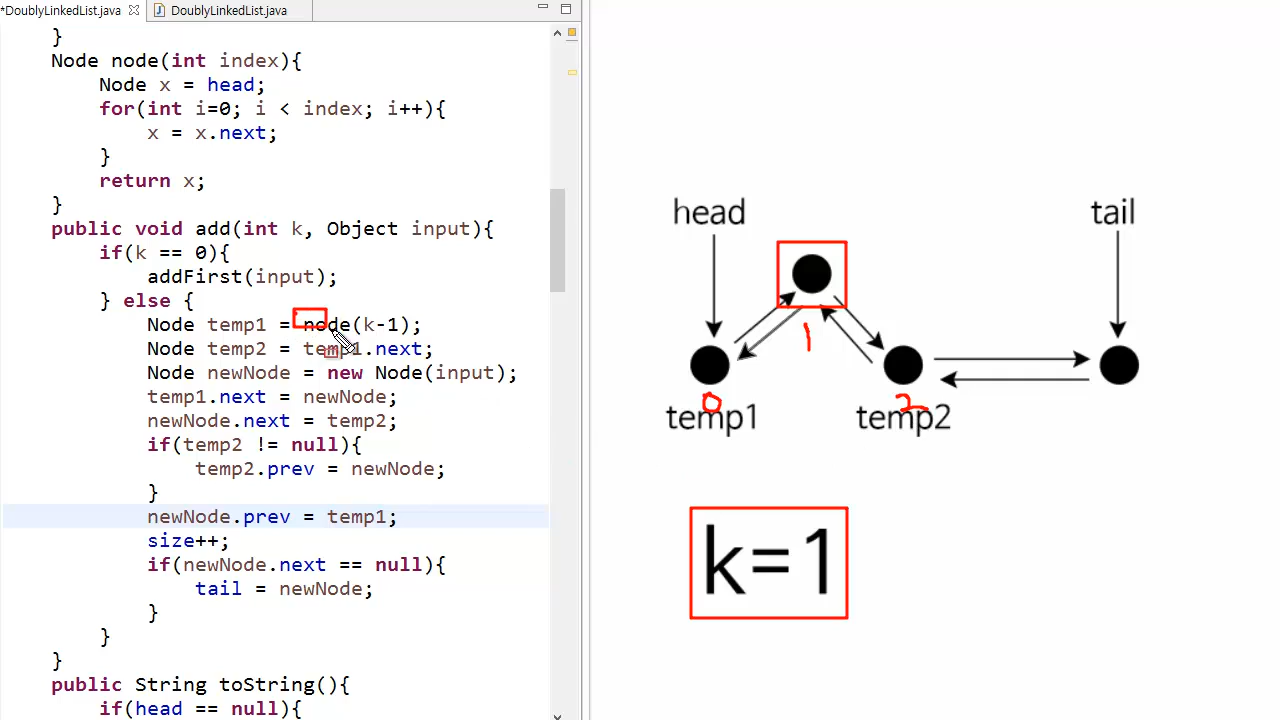 *DoublyLinkedList.java DoublyLinkedList.java
}
Node node(int index){
Node x = head;
for(int i=0; i < index; i++){
x = x.next;
}
return x;
}
public void add(int k, Object input){
if(k == 0){
addFirst(input);
} else {
Node temp1 = node(k-1);
Node temp2 = temp1.next;
Node newNode = new Node(input);
temp1.next = newNode;
newNode.next = temp2;
if(temp2 != null){
temp2.prev = newNode;
}
newNode.prev = temp1;
size++;
if(newNode.next == null){
tail = newNode;
}
}
}
public String toString(){
if(head == null){
head tail
1
0 2
temp1 temp2
k=1